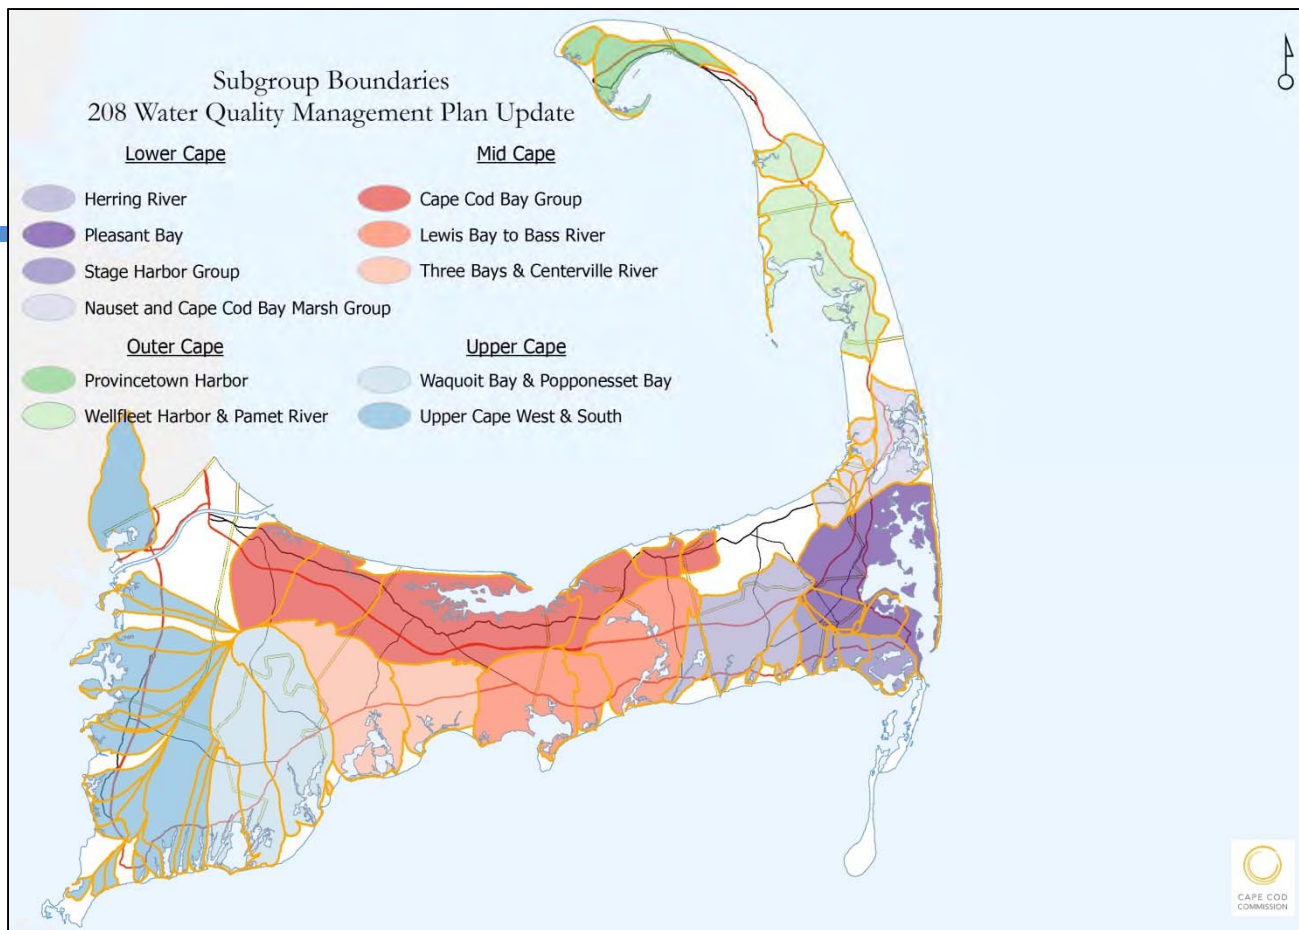 Subgroup Boundaries
208 Water Quality Management Plan Update
Lower Cape
Herring River
Pleasant Bay
Stage Harbor Group
Nauset and Cape Cod Bay Marsh Group
Mid Cape
Cape Cod Bay Group
Lewis Bay to Bass River
Three Bays & Centerville River
Outer Cape
Provincetown Harbor
Wellfleet Harbor & Pamet River
Upper Cape
Waquoit Bay & Popponesset Bay
Upper Cape West & South
CAPE COD
COMMISSION